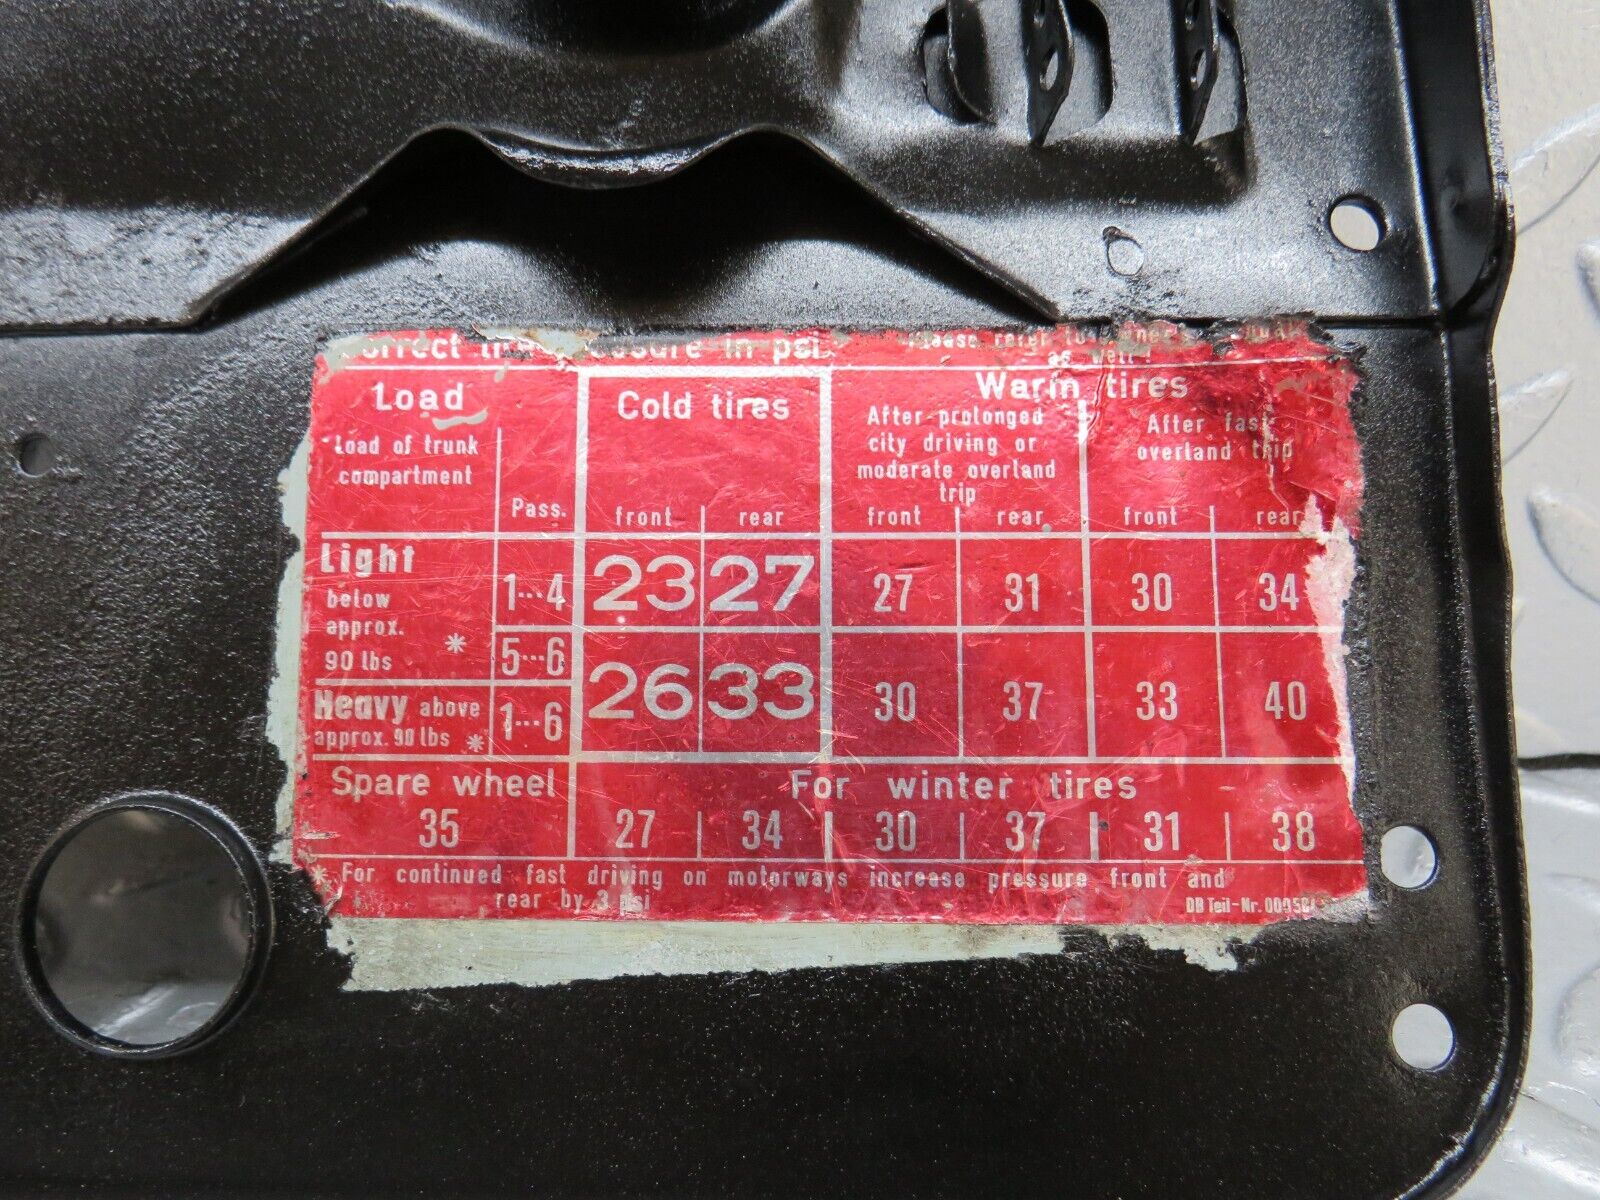 in psi
Please refer to
as well!
Load
Cold tires
Warm tires
Load of trunk
compartment
Pass.
After prolonged
city driving or
moderate overland
trip
After fast
overland trip
front rear front rear front rear
Light
below
approx.
90 lbs *
1...4 23 27 27 31 30 34
5...6
26 33 30 37 33 40
Heavy above
approx. 90 lbs *
1...6
Spare wheel
35
For winter tires
27 34 30 37 31 38
* For continued fast driving on motorways increase pressure front and
rear by 3 psi
DB Teil-Nr.